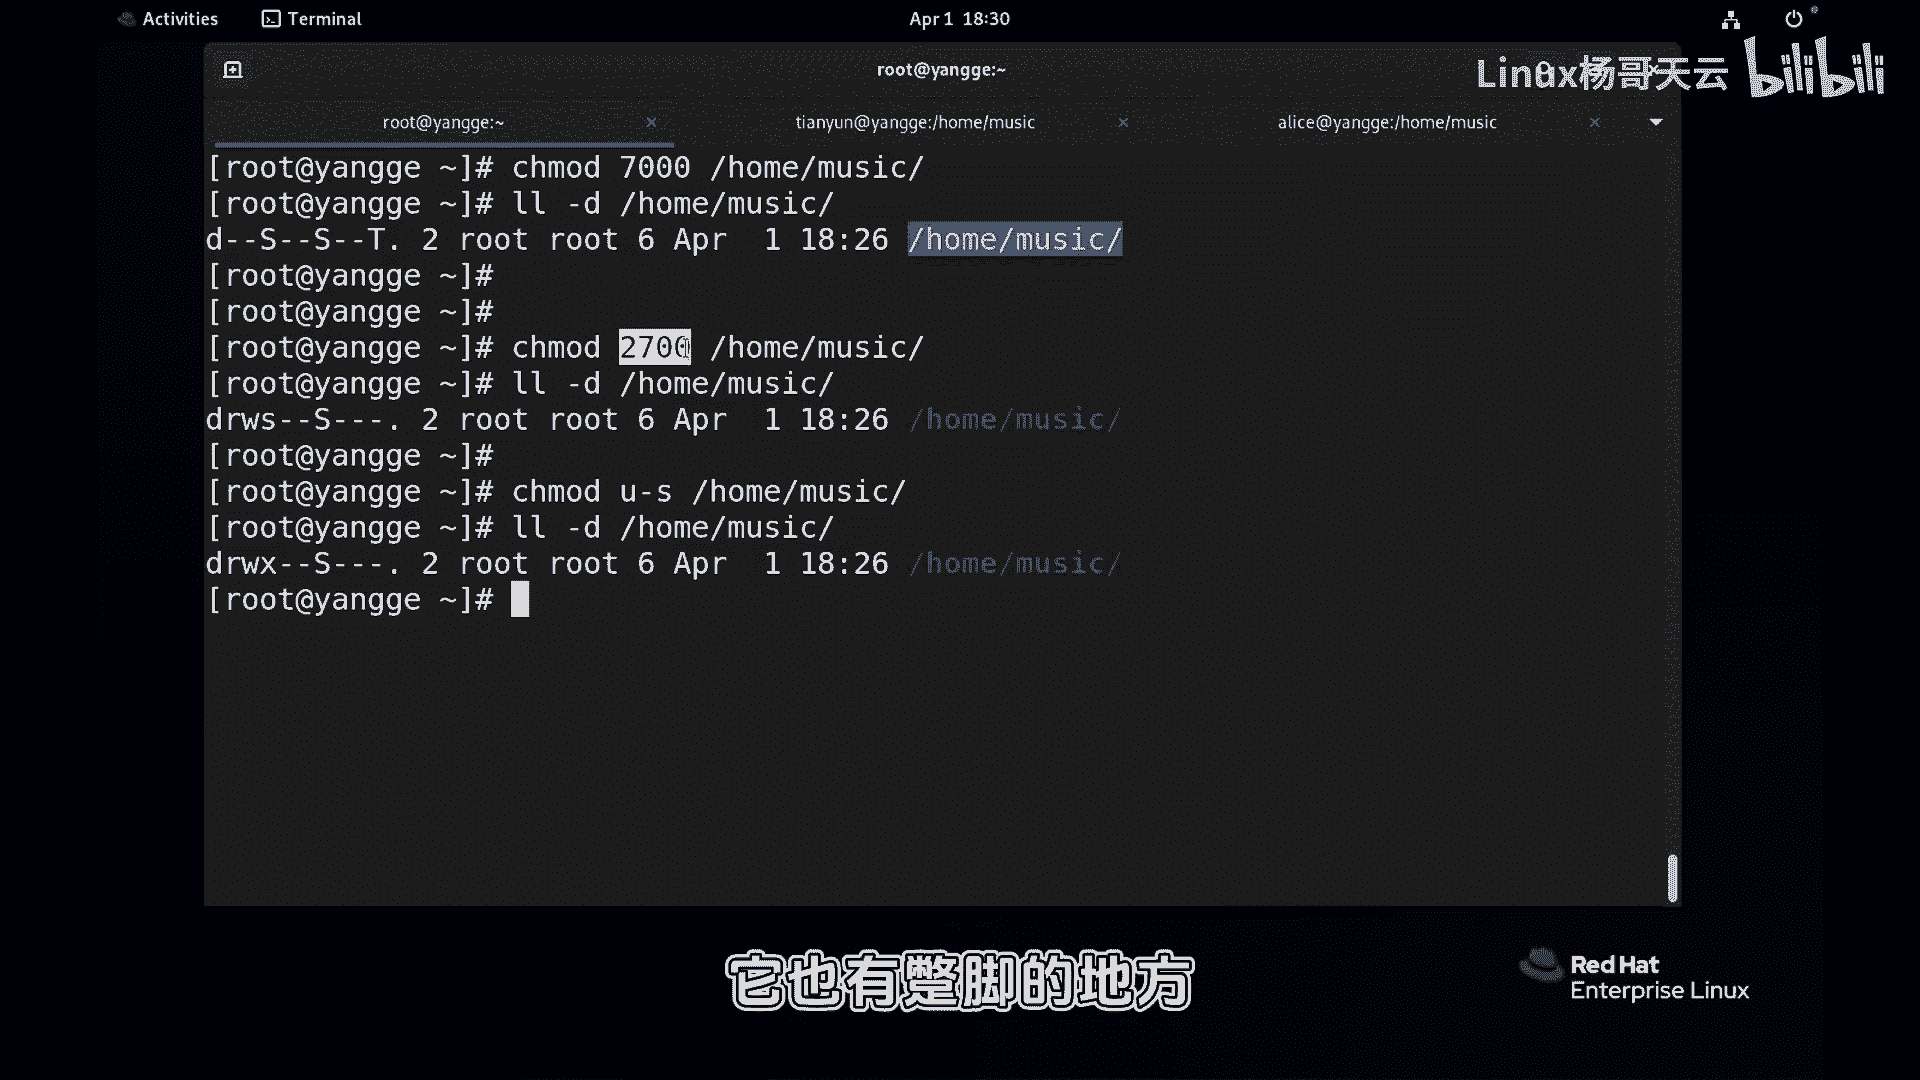 Activities Terminal Apr 1 18:30
root@yangge:~
Linux杨哥天云 bilibili
root@yangge:~ × tianyun@yangge:/home/music × alice@yangge:/home/music ×
[root@yangge ~]# chmod 7000 /home/music/
[root@yangge ~]# ll -d /home/music/
d--S--S--T. 2 root root 6 Apr  1 18:26 /home/music/
[root@yangge ~]#
[root@yangge ~]#
[root@yangge ~]# chmod 2700 /home/music/
[root@yangge ~]# ll -d /home/music/
drws--S---. 2 root root 6 Apr  1 18:26 /home/music/
[root@yangge ~]#
[root@yangge ~]# chmod u-s /home/music/
[root@yangge ~]# ll -d /home/music/
drwx--S---. 2 root root 6 Apr  1 18:26 /home/music/
[root@yangge ~]#
它也有蹩脚的地方
Red Hat
Enterprise Linux